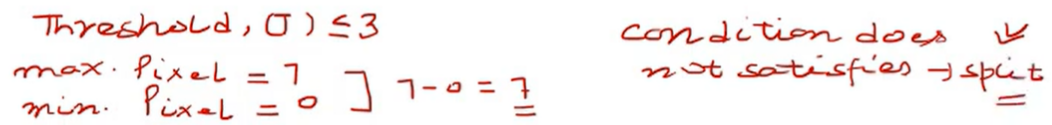 Threshold, T) ≤ 3
max. Pixel = 7
min. Pixel = 0 ] 7-0 = 7
condition does
not satisfies → split